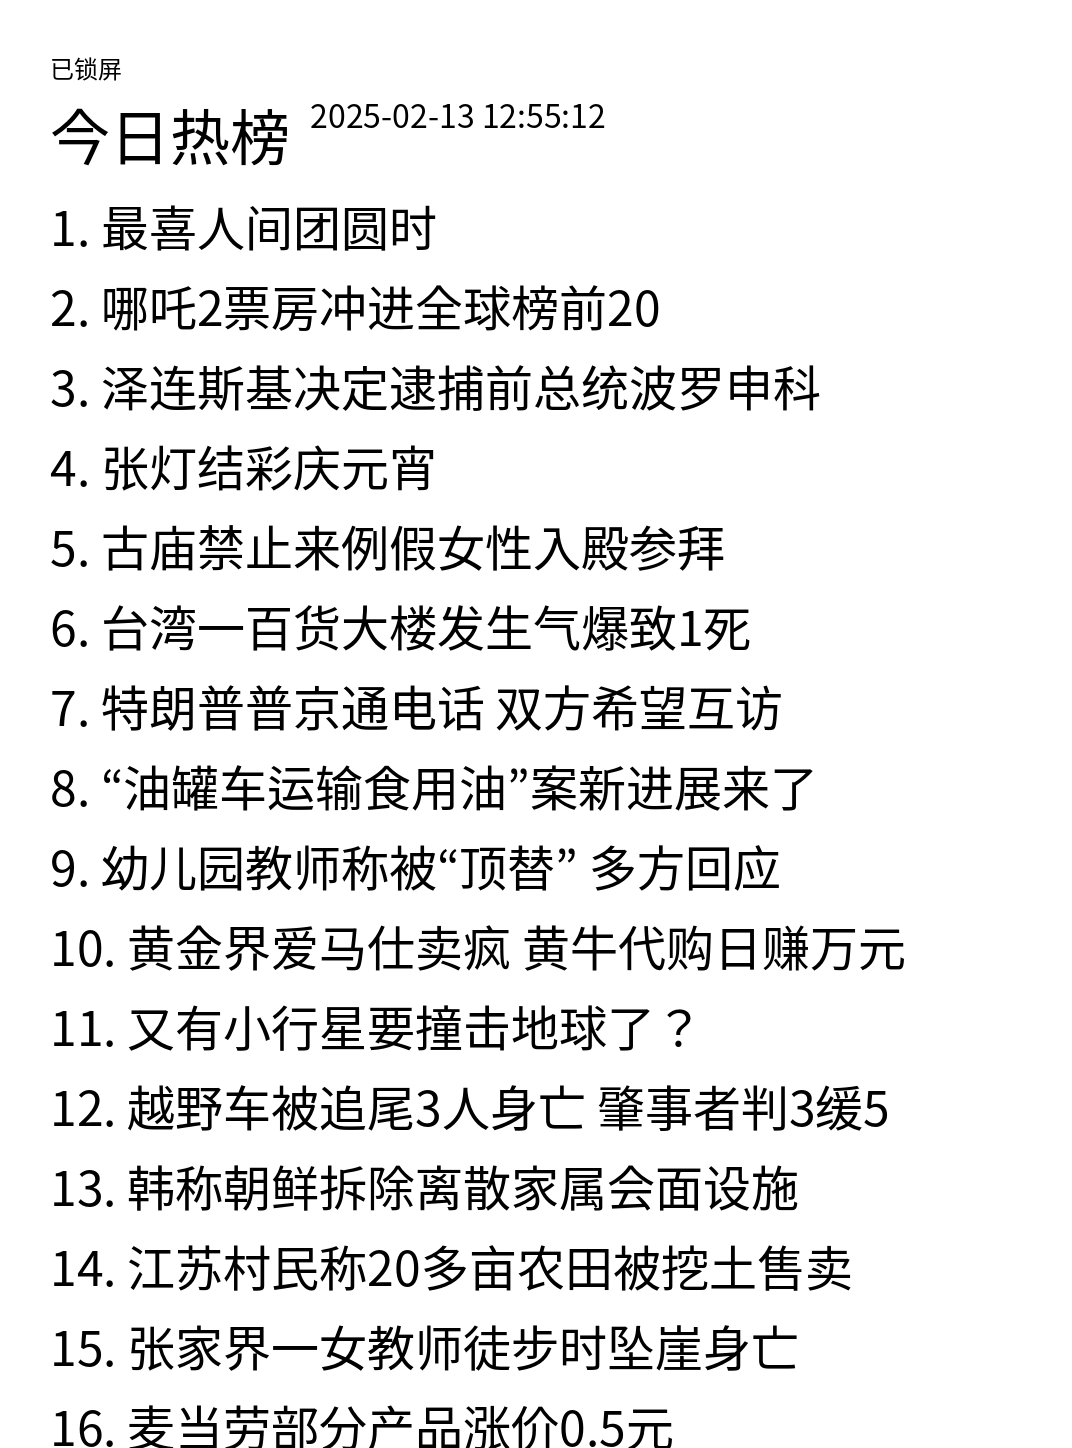 已锁屏
今日热榜 2025-02-13 12:55:12
1. 最喜人间团圆时
2. 哪吒2票房冲进全球榜前20
3. 泽连斯基决定逮捕前总统波罗申科
4. 张灯结彩庆元宵
5. 古庙禁止来例假女性入殿参拜
6. 台湾一百货大楼发生气爆致1死
7. 特朗普普京通电话 双方希望互访
8. “油罐车运输食用油”案新进展来了
9. 幼儿园教师称被“顶替” 多方回应
10. 黄金界爱马仕卖疯 黄牛代购日赚万元
11. 又有小行星要撞击地球了？
12. 越野车被追尾3人身亡 肇事者判3缓5
13. 韩称朝鲜拆除离散家属会面设施
14. 江苏村民称20多亩农田被挖土售卖
15. 张家界一女教师徒步时坠崖身亡
16. 麦当劳部分产品涨价0.5元